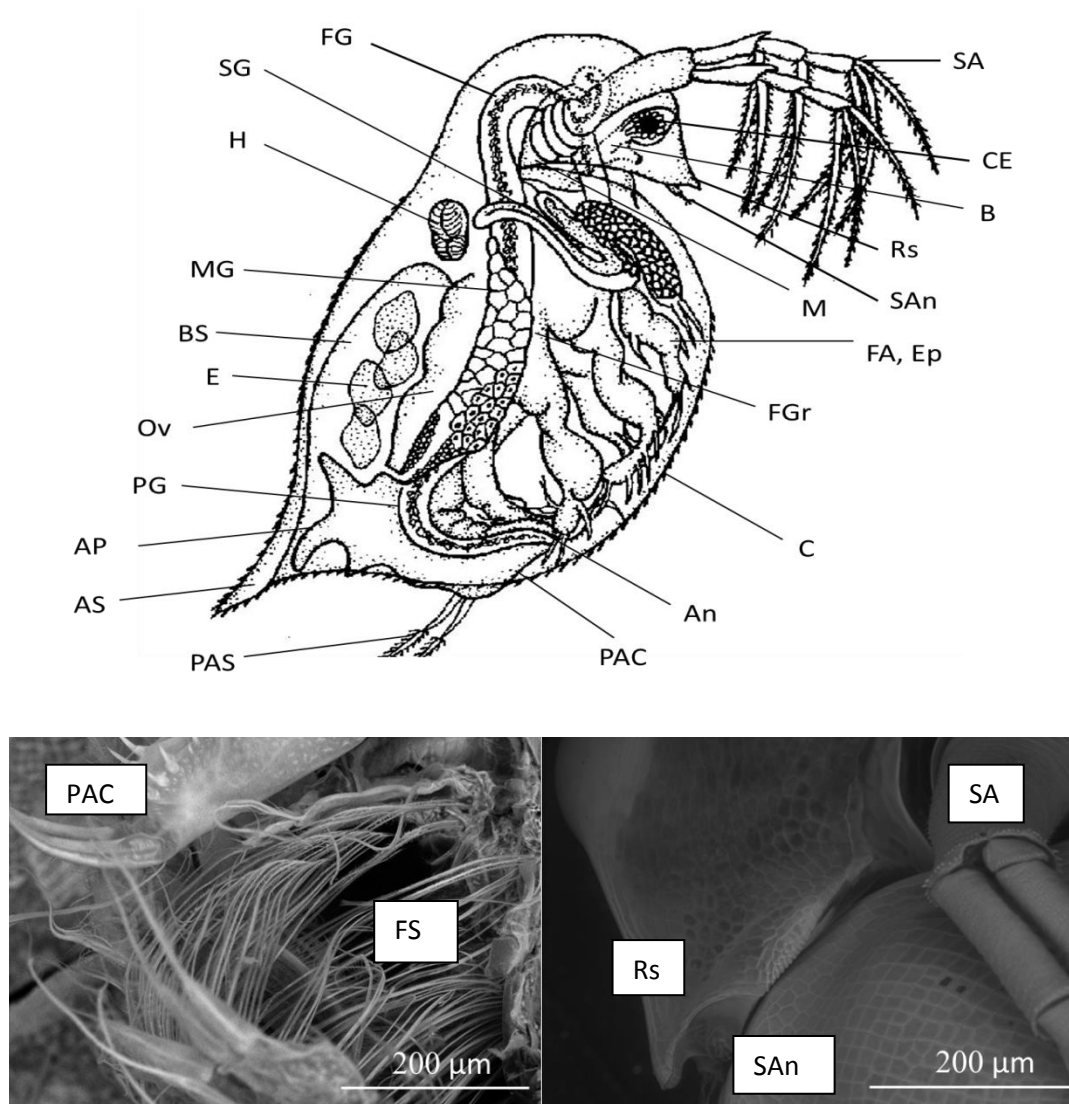 FG
SG
H
MG
BS
E
Ov
PG
AP
AS
PAS
SA
CE
B
Rs
SAn
M
FA, Ep
FGr
C
An
PAC
PAC
FS
200 μm
SA
Rs
SAn
200 μm